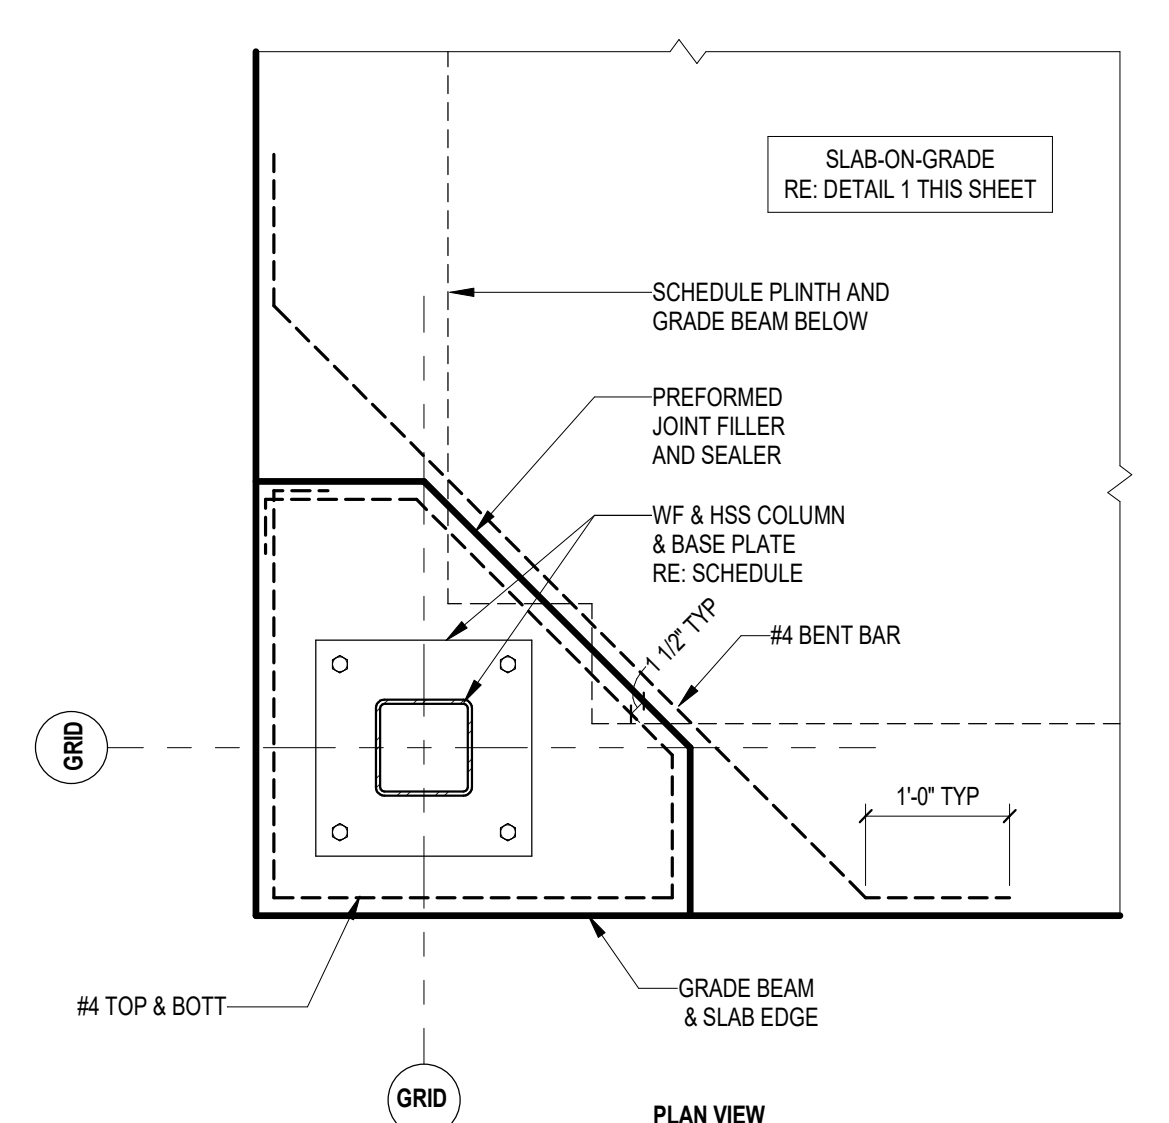 SLAB-ON-GRADE
RE: DETAIL 1 THIS SHEET
SCHEDULE PLINTH AND
GRADE BEAM BELOW
PREFORMED
JOINT FILLER
AND SEALER
WF & HSS COLUMN
& BASE PLATE
RE: SCHEDULE
1 1/2" TYP
#4 BENT BAR
GRID
1'-0" TYP
#4 TOP & BOTT
GRADE BEAM
& SLAB EDGE
GRID
PLAN VIEW